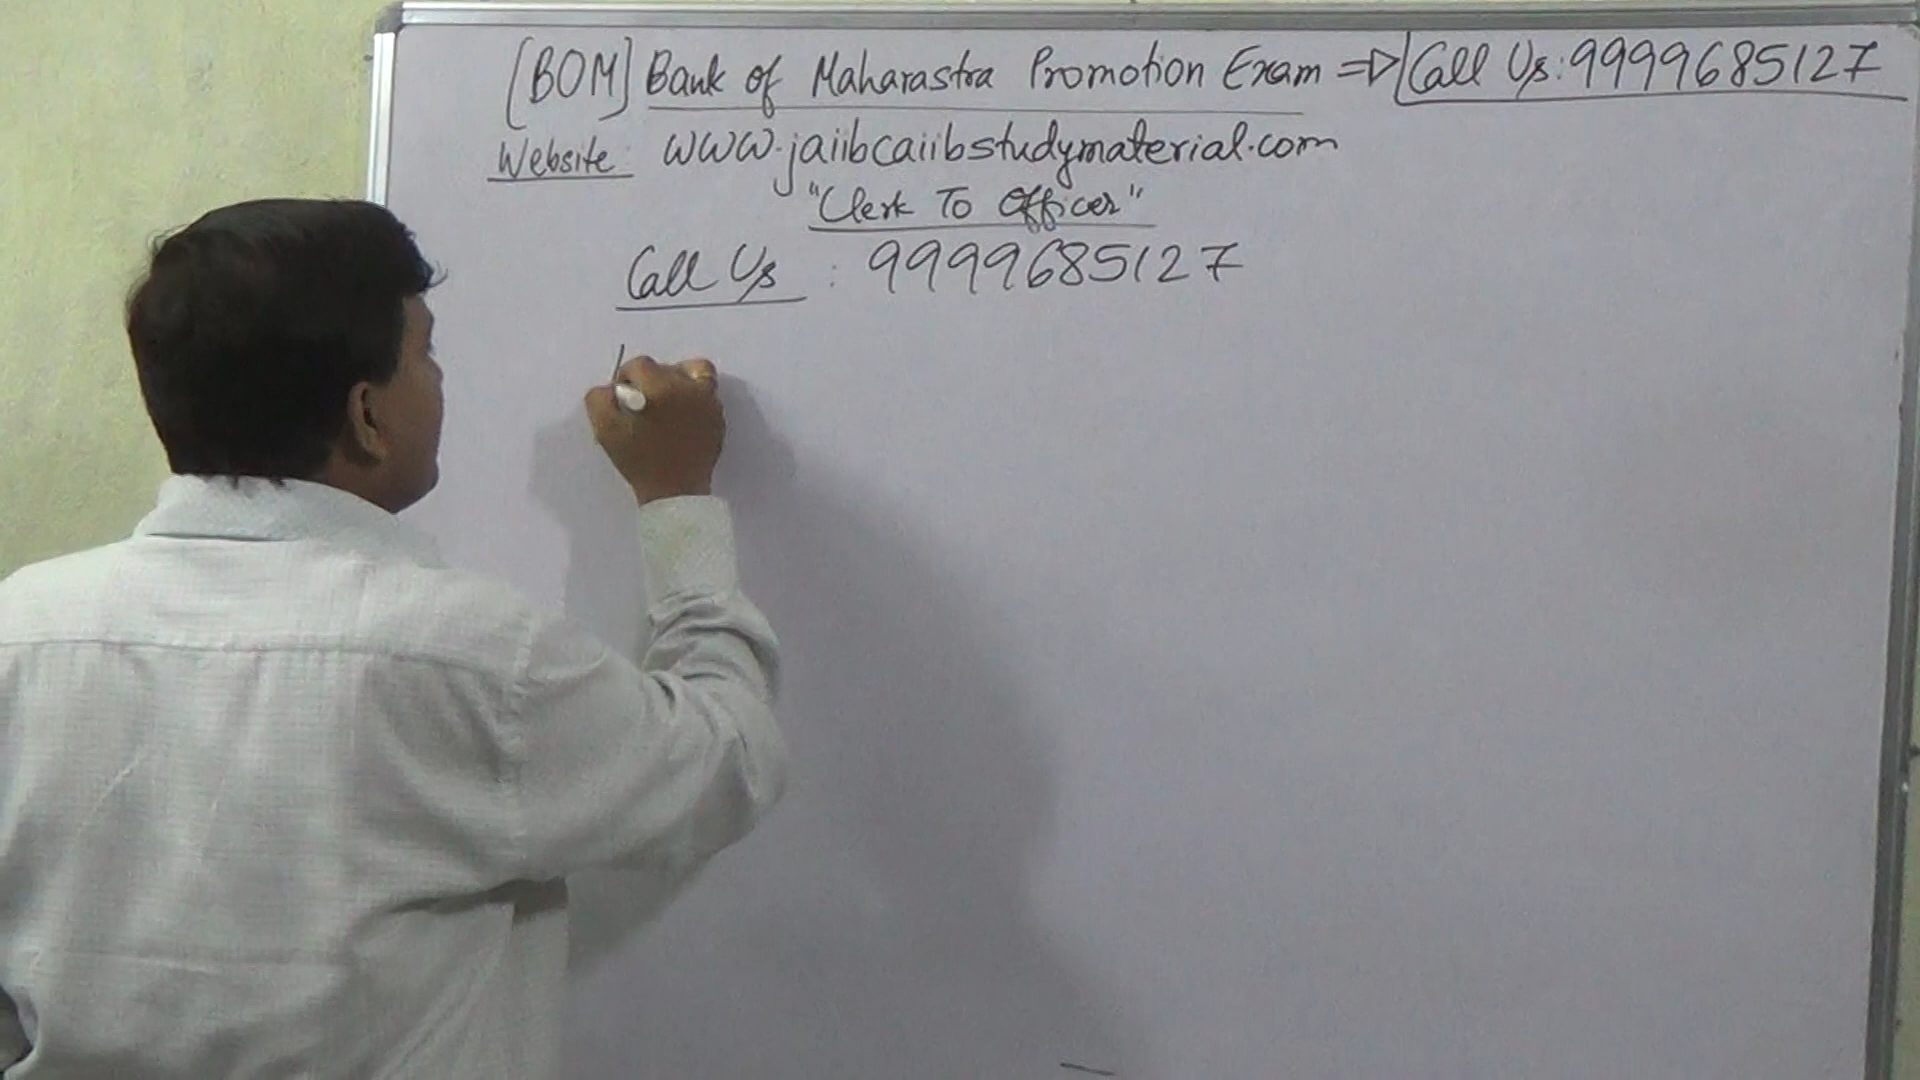 [BOM] Bank of Maharastra Promotion Exam ⇒ Call Us: 9999685127
Website: www.jaiibcaiibstudymaterial.com
"Clerk To Officer"
Call Us : 9999685127